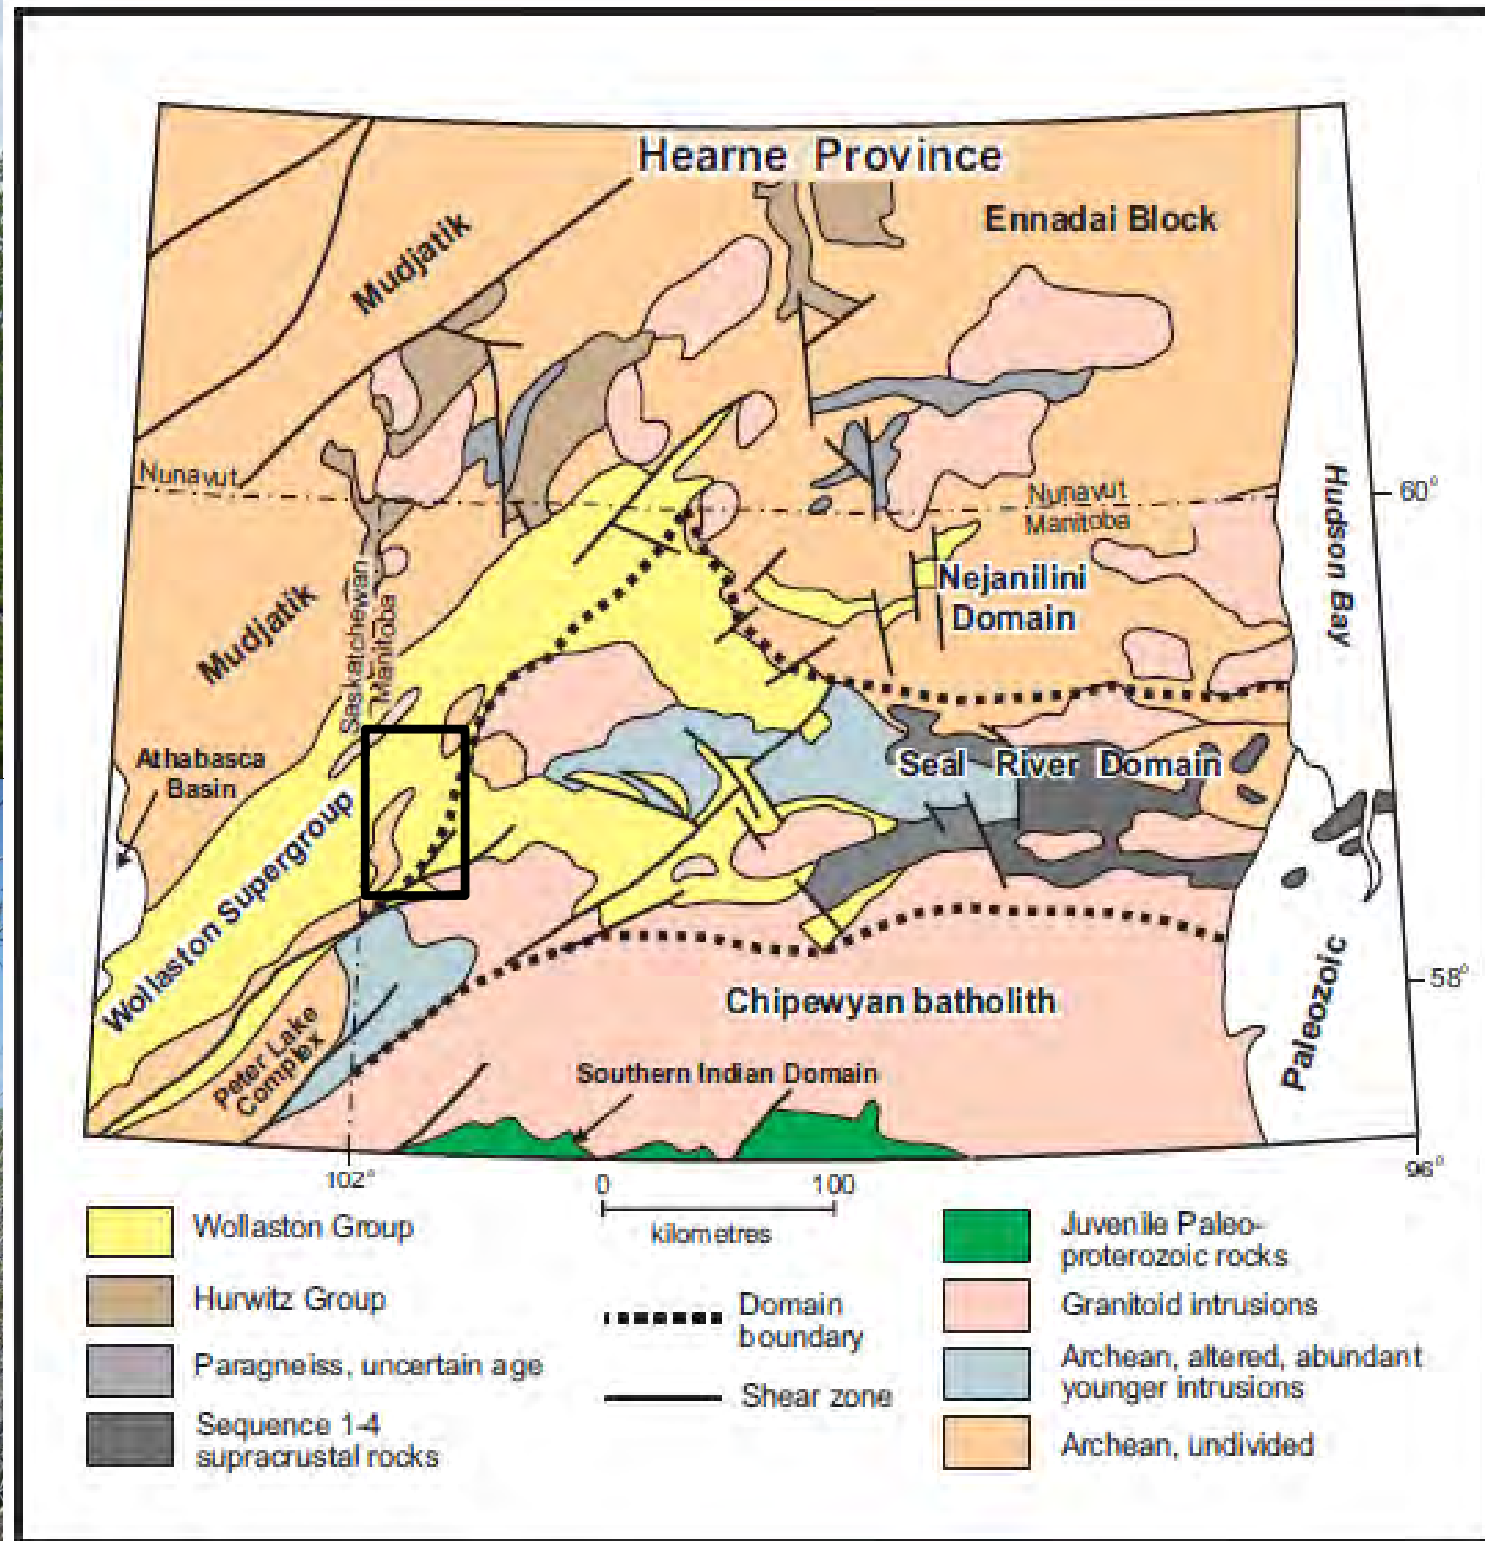 Hearne Province
Ennadai Block
Mudjatik
Nunavut
Nunavut
Manitoba
60°
Hudson Bay
Nejanilini
Domain
Mudjatik
Saskatchewan
Manitoba
Athabasca
Basin
Seal River Domain
Wollaston Supergroup
58°
Chipewyan batholith
Paleozoic
Peter Lake
Complex
Southern Indian Domain
102°
96°
0 100
kilometres
Wollaston Group
Hurwitz Group
Paragneiss, uncertain age
Sequence 1-4
supracrustal rocks
Domain
boundary
Shear zone
Juvenile Paleo-
proterozoic rocks
Granitoid intrusions
Archean, altered, abundant
younger intrusions
Archean, undivided